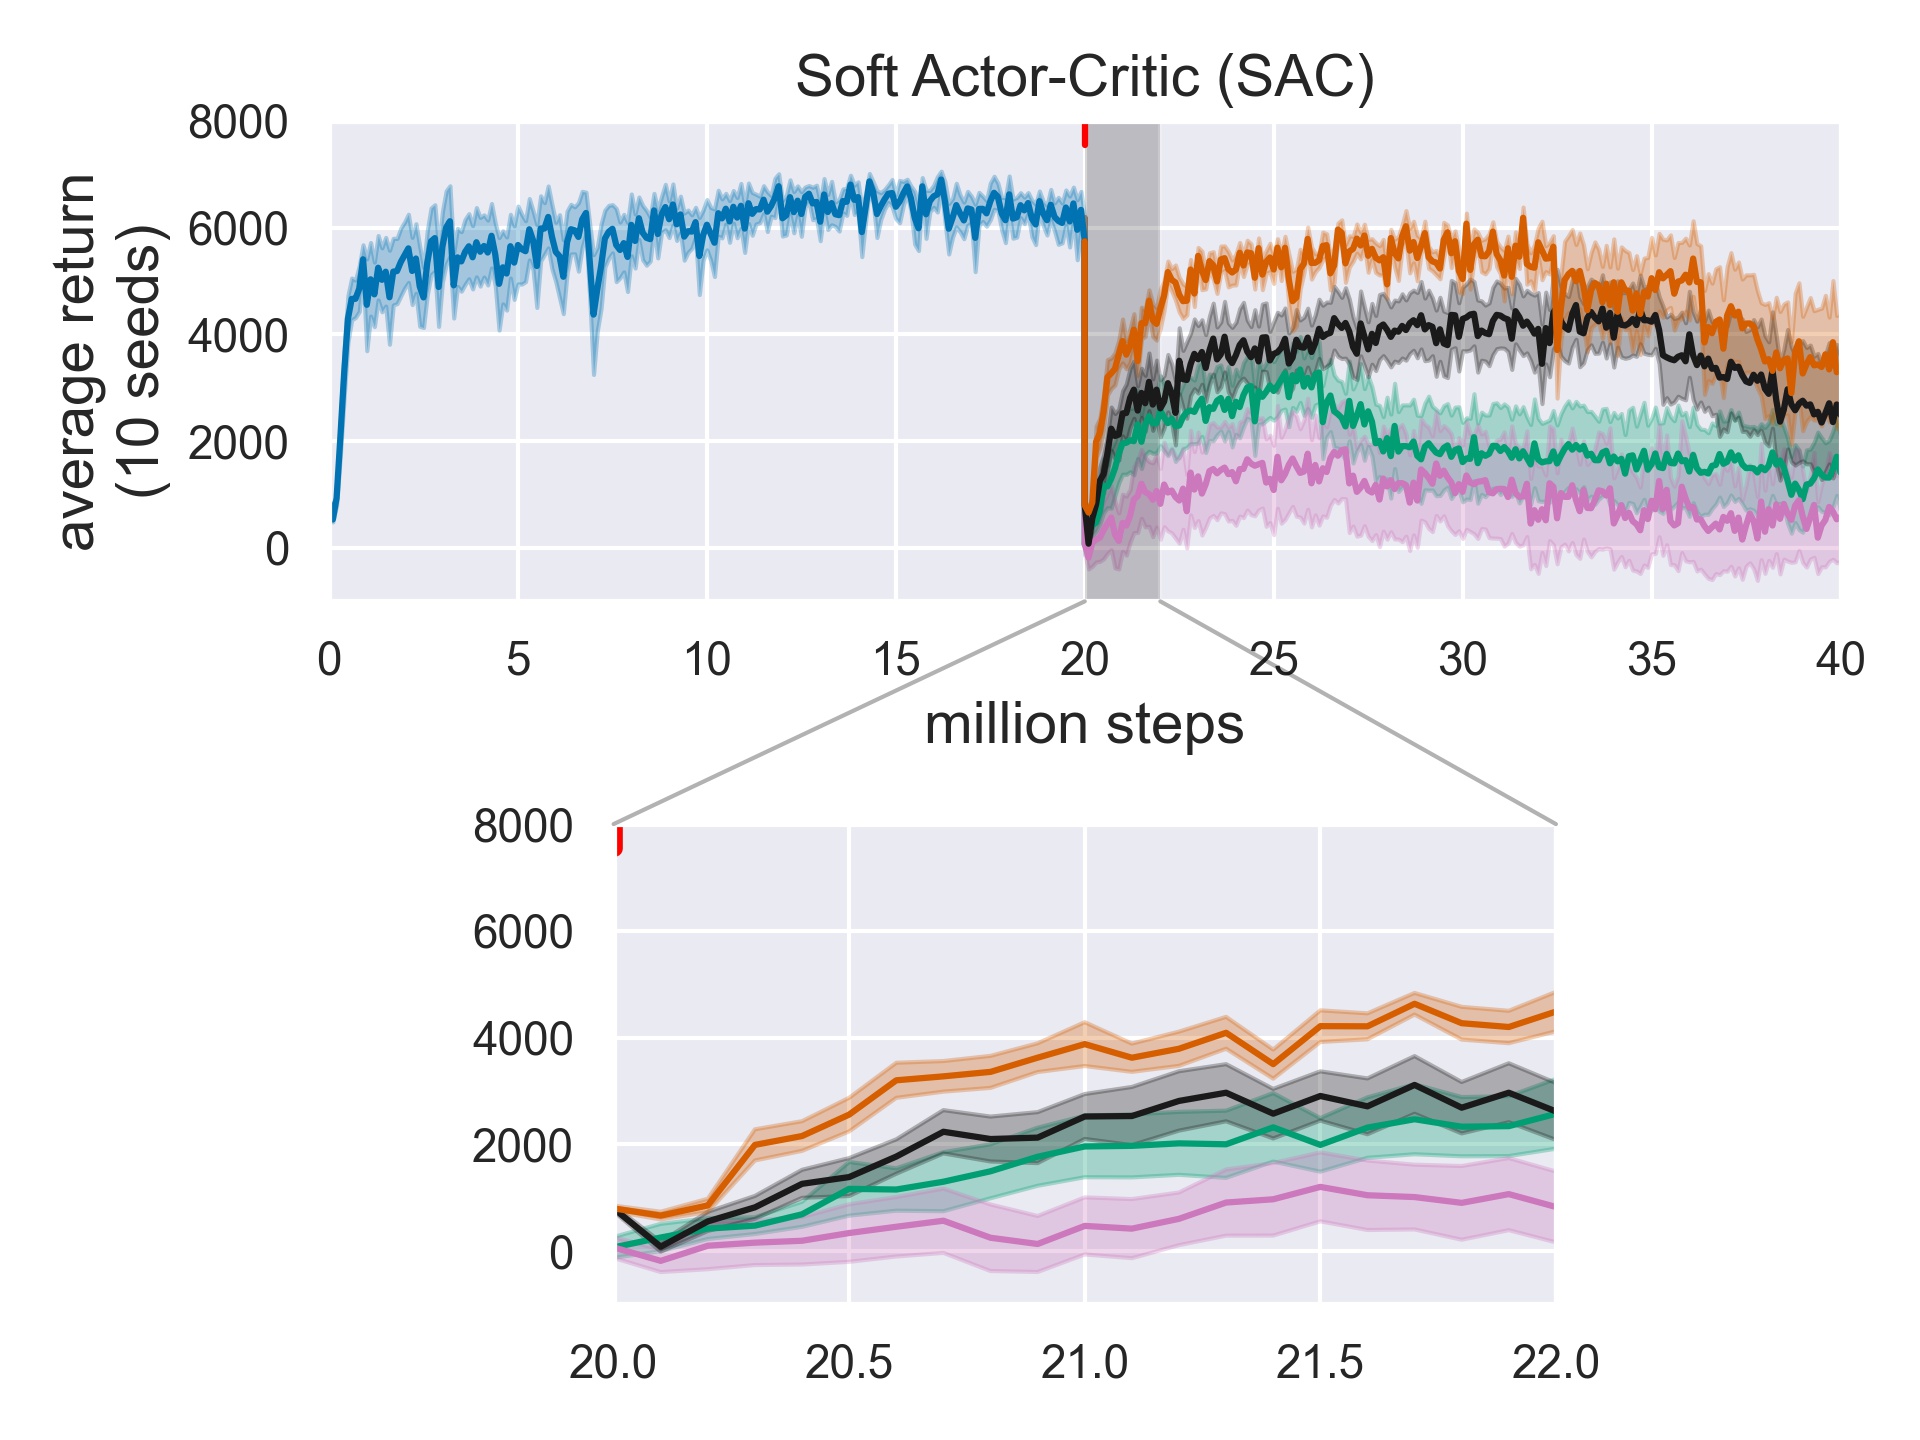 Soft Actor-Critic (SAC)
average return
(10 seeds)
8000
6000
4000
2000
0
0 5 10 15 20 25 30 35 40
million steps
8000
6000
4000
2000
0
20.0 20.5 21.0 21.5 22.0